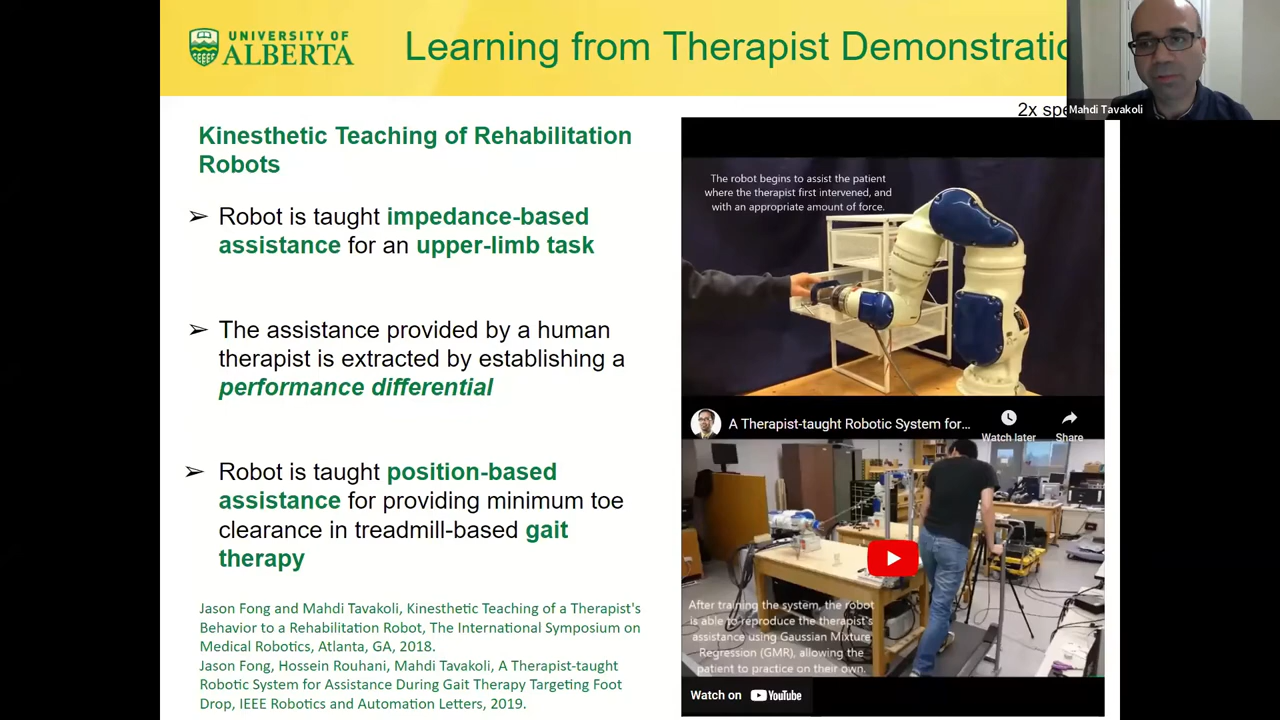 UNIVERSITY OF
ALBERTA
Learning from Therapist
2x
Mahdi Tavakoli
Kinesthetic Teaching of Rehabilitation
Robots
➢ Robot is taught impedance-based
assistance for an upper-limb task
➢ The assistance provided by a human
therapist is extracted by establishing a
performance differential
➢ Robot is taught position-based
assistance for providing minimum toe
clearance in treadmill-based gait
therapy
Jason Fong and Mahdi Tavakoli, Kinesthetic Teaching of a Therapist's
Behavior to a Rehabilitation Robot, The International Symposium on
Medical Robotics, Atlanta, GA, 2018.
Jason Fong, Hossein Rouhani, Mahdi Tavakoli, A Therapist-taught
Robotic System for Assistance During Gait Therapy Targeting Foot
Drop, IEEE Robotics and Automation Letters, 2019.
The robot begins to assist the patient
where the therapist first intervened, and
with an appropriate amount of force.
A Therapist-taught Robotic System for...
Watch later
Share
After training the system, the robot
is able to reproduce the therapist's
assistance using Gaussian Mixture
Regression (GMR), allowing the
patient to practice on their own.
Watch on YouTube